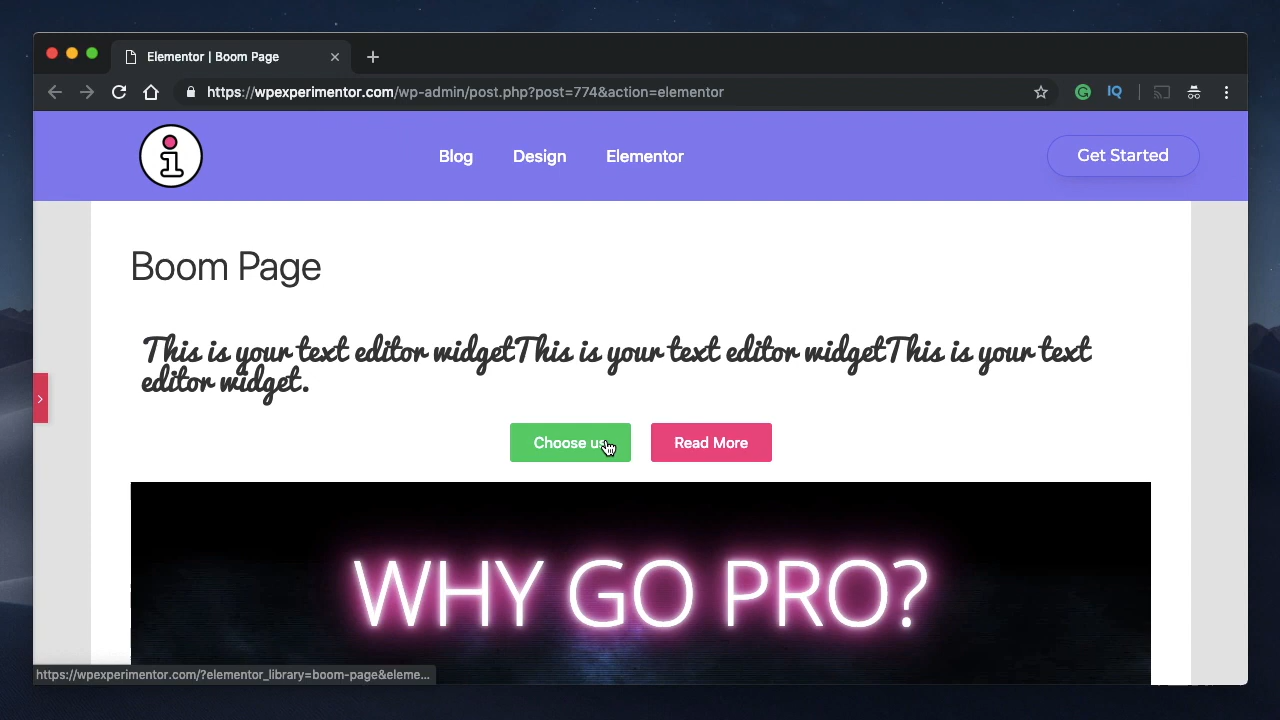 Elementor | Boom Page
https://wpexperimentor.com/wp-admin/post.php?post=774&action=elementor
IQ
i
Blog Design Elementor Get Started
Boom Page
This is your text editor widgetThis is your text editor widgetThis is your text
editor widget.
Choose us Read More
WHY GO PRO?
https://wpexperimentor.com/?elementor_library=boom-page&eleme...